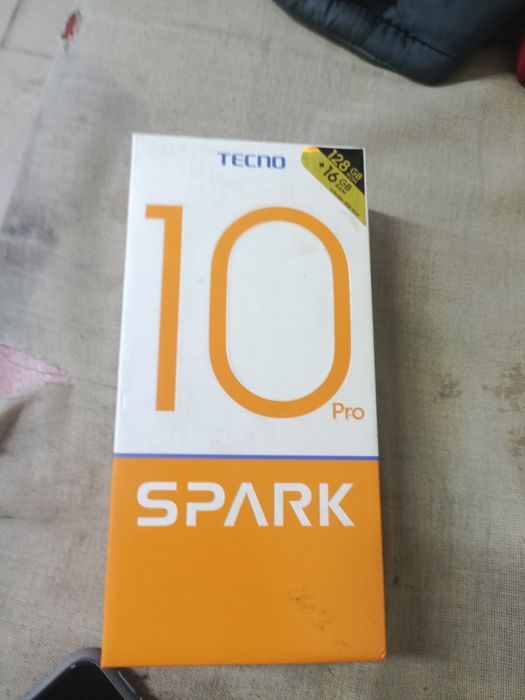 TECNO
128 GB
+16 GB
10
Pro
SPARK